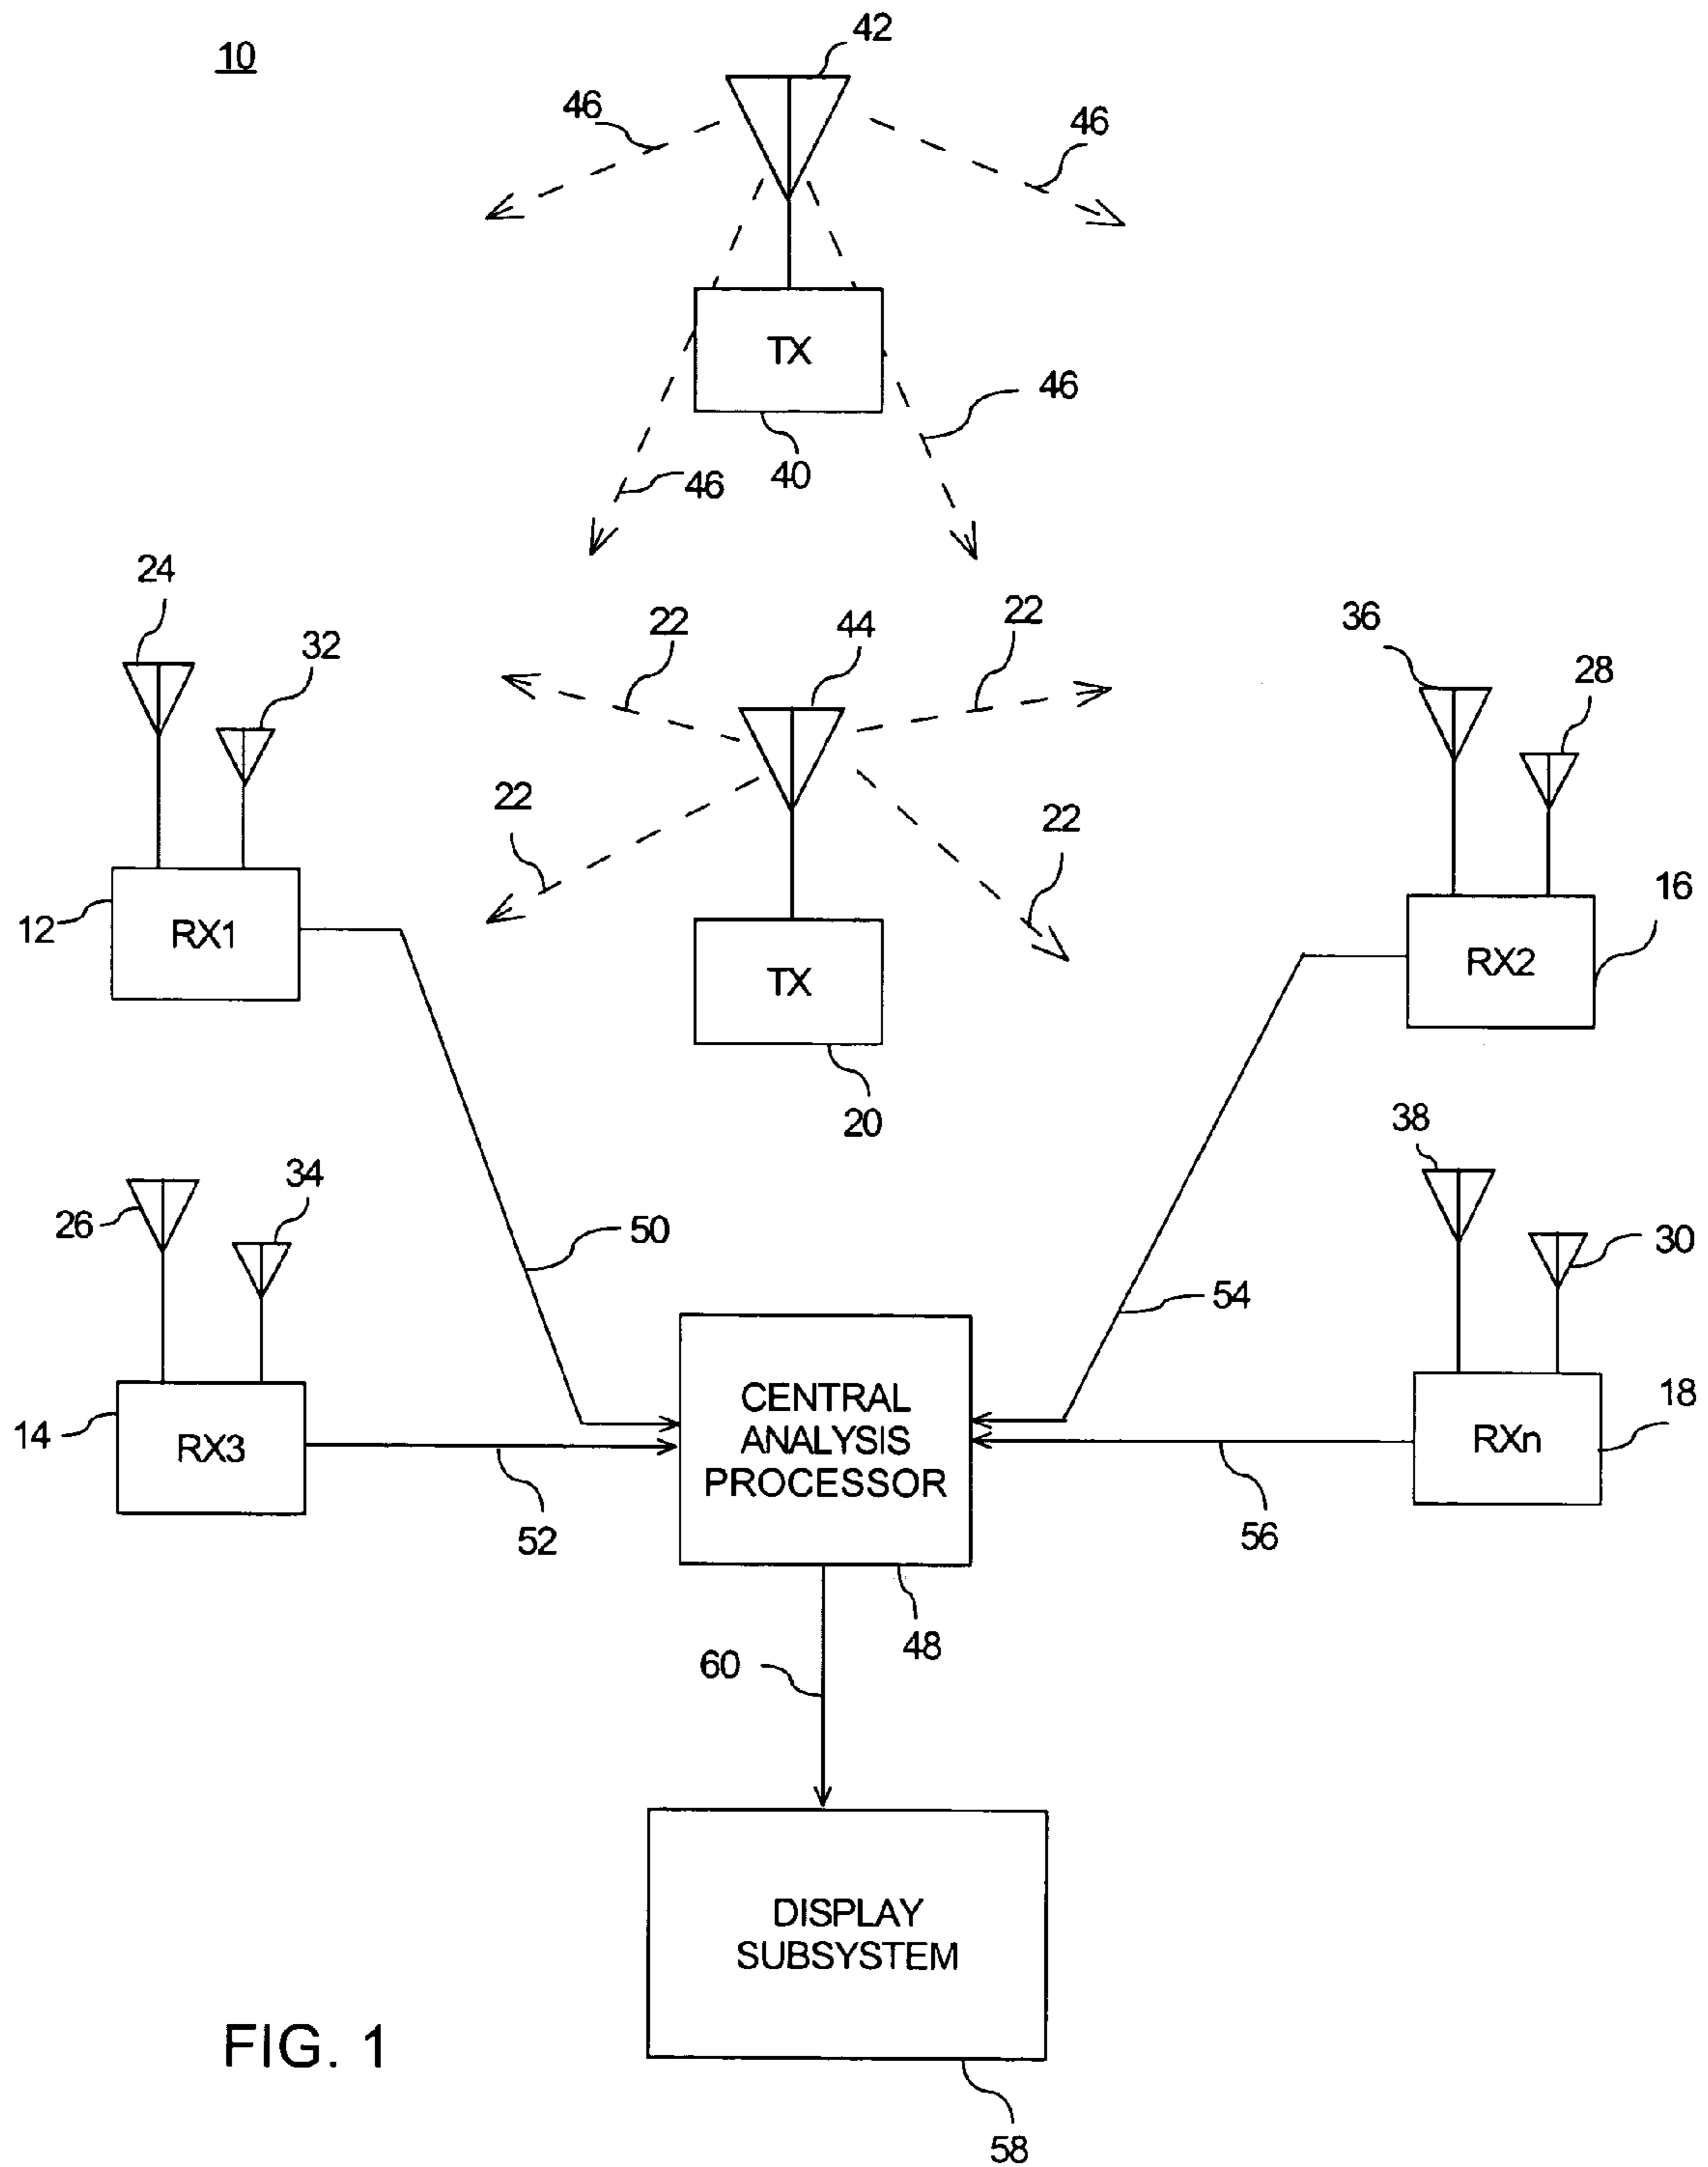 10
42
46
46
TX
46
40
46
24
32
22
44
22
36
28
22
22
12
RX1
16
RX2
TX
20
38
26
34
50
30
54
14
RX3
CENTRAL
ANALYSIS
PROCESSOR
18
RXn
52
56
48
60
DISPLAY
SUBSYSTEM
FIG. 1
58